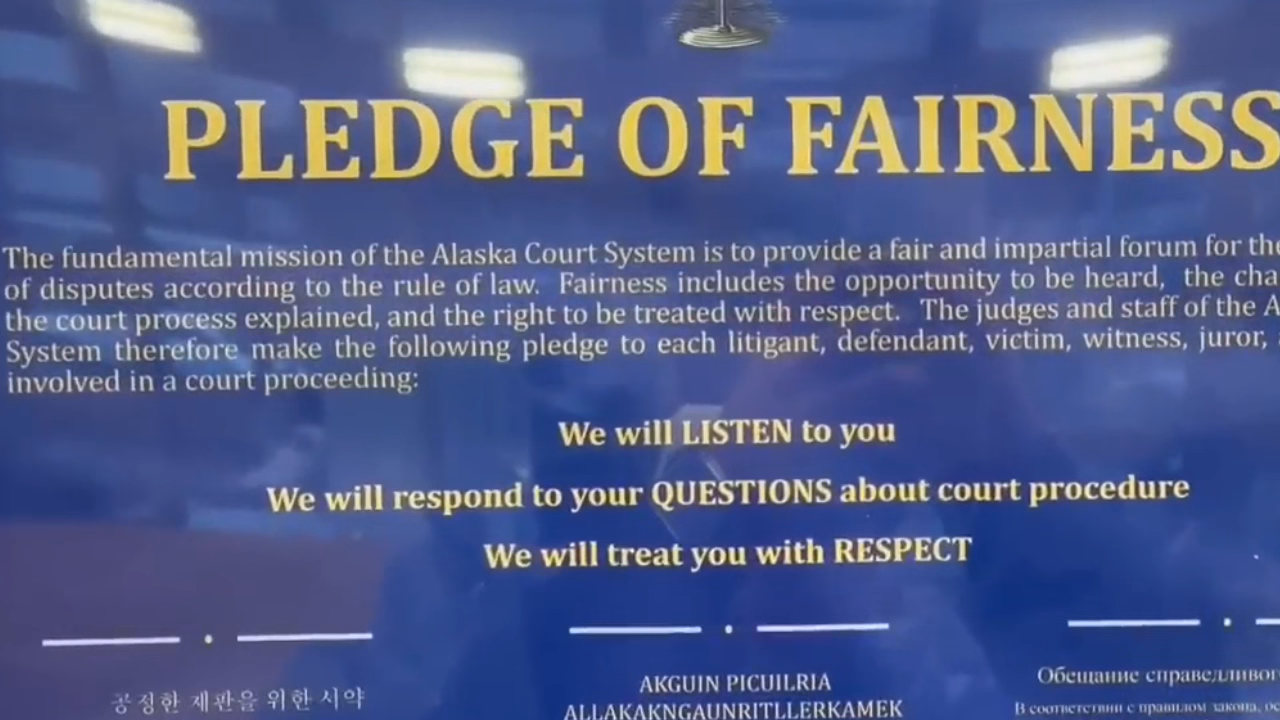 PLEDGE OF FAIRNESS
The fundamental mission of the Alaska Court System is to provide a fair and impartial forum for the
of disputes according to the rule of law. Fairness includes the opportunity to be heard, the cha
the court process explained, and the right to be treated with respect. The judges and staff of the A
System therefore make the following pledge to each litigant, defendant, victim, witness, juror,
involved in a court proceeding:
We will LISTEN to you
We will respond to your QUESTIONS about court procedure
We will treat you with RESPECT
공정한 재판을 위한 시약
AKGUIN PICUILRIA
ALLAKAKNGAUNRITLLERKAMEK
Обещание справедливог
В соответствии с правилом закона, ос